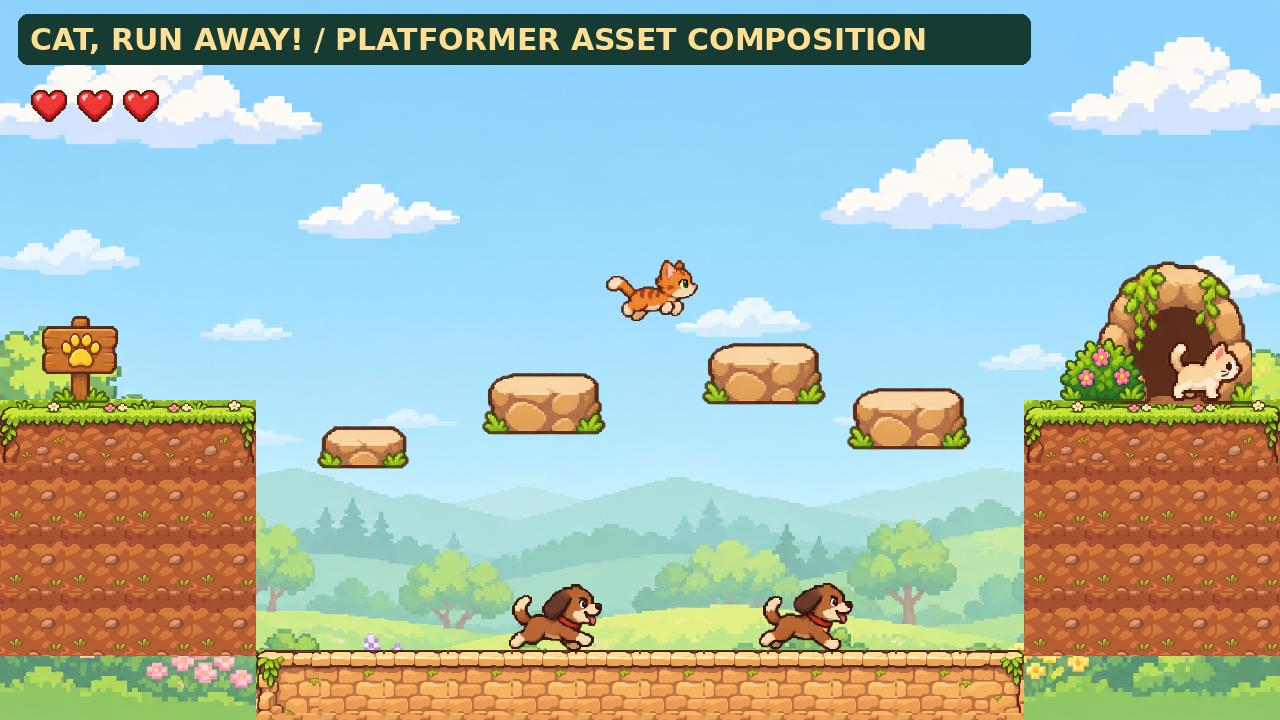 CAT, RUN AWAY! / PLATFORMER ASSET COMPOSITION